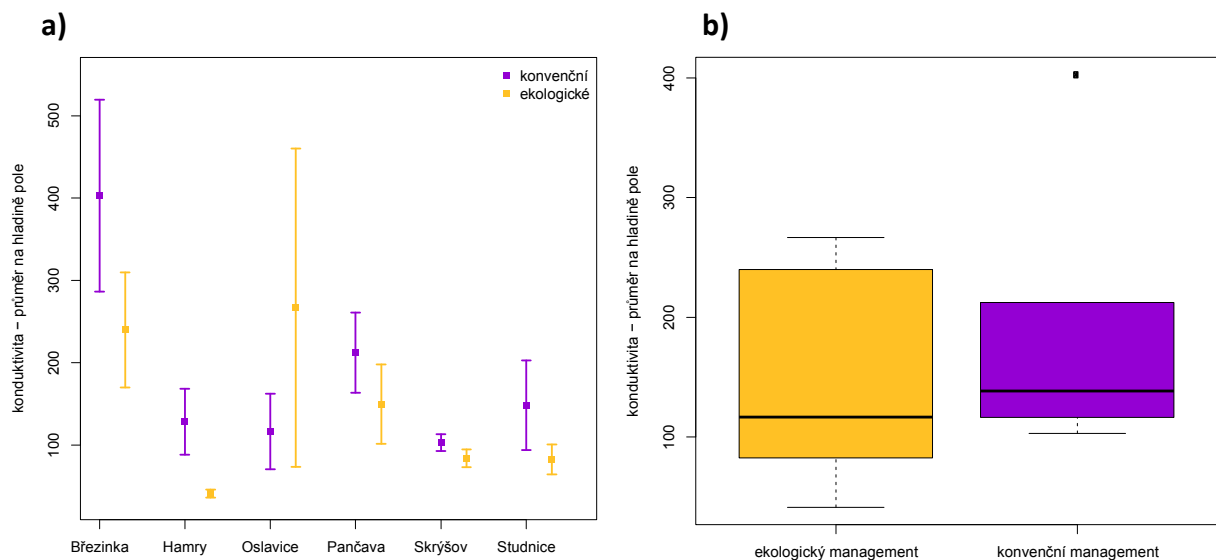 a)
konduktivita – průměr na hladině pole
500
400
300
200
100
konvenční
ekologické
Březinka Hamry Oslavice Pančava Skrýšov Studnice
b)
konduktivita – průměr na hladině pole
400
300
200
100
ekologický management konvenční management